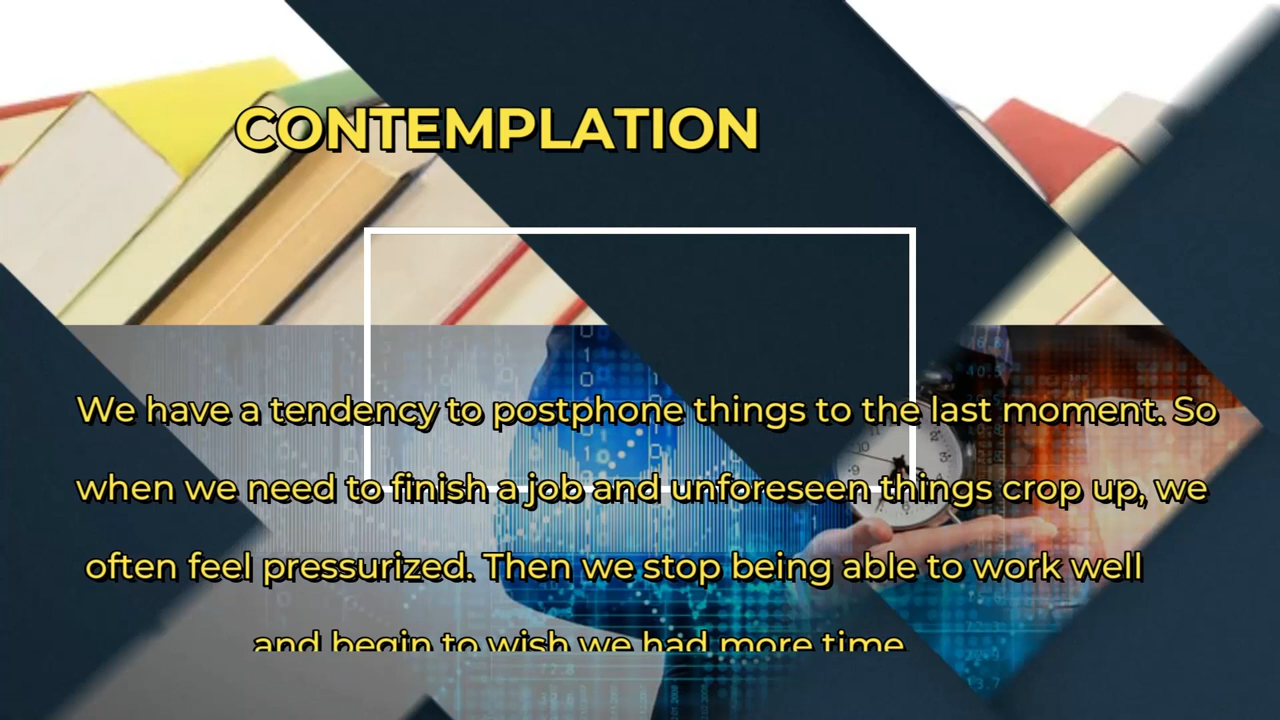 CONTEMPLATION
We have a tendency to postphone things to the last moment. So
when we need to finish a job and unforeseen things crop up, we
often feel pressurized. Then we stop being able to work well
and begin to wish we had more time.